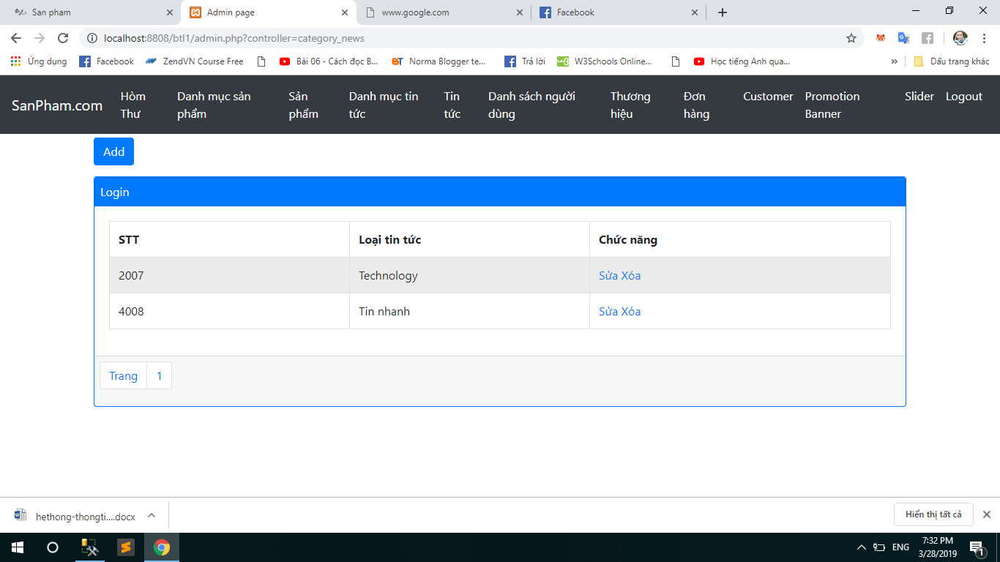 San pham
Admin page
www.google.com
Facebook
localhost:8808/btl1/admin.php?controller=category_news
Ứng dụng
Facebook
ZendVN Course Free
Bài 06 - Cách đọc B...
Norma Blogger te...
Trả lời
W3Schools Online...
Học tiếng Anh qua...
»
Dấu trang khác
SanPham.com
Hòm
Thư
Danh mục sản
phẩm
Sản
phẩm
Danh mục tin
tức
Tin
tức
Danh sách người
dùng
Thương
hiệu
Đơn
hàng
Customer
Promotion
Banner
Slider
Logout
Add
Login
STT Loại tin tức Chức năng
2007 Technology Sửa Xóa
4008 Tin nhanh Sửa Xóa
Trang 1
hethong-thongti....docx
Hiển thị tất cả
ENG
7:32 PM
3/28/2019
1